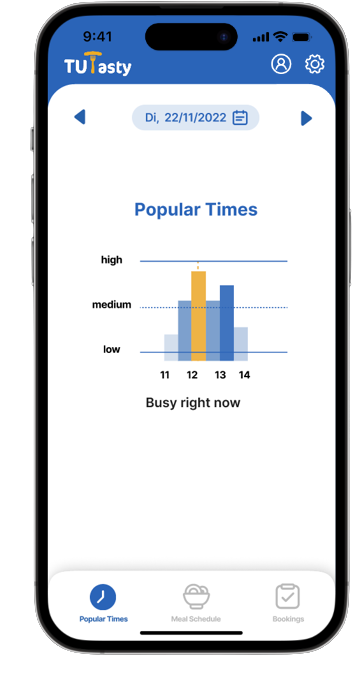 9:41
TUTasty
Di, 22/11/2022
Popular Times
high
medium
low
11 12 13 14
Busy right now
Popular Times Meal Schedule Bookings